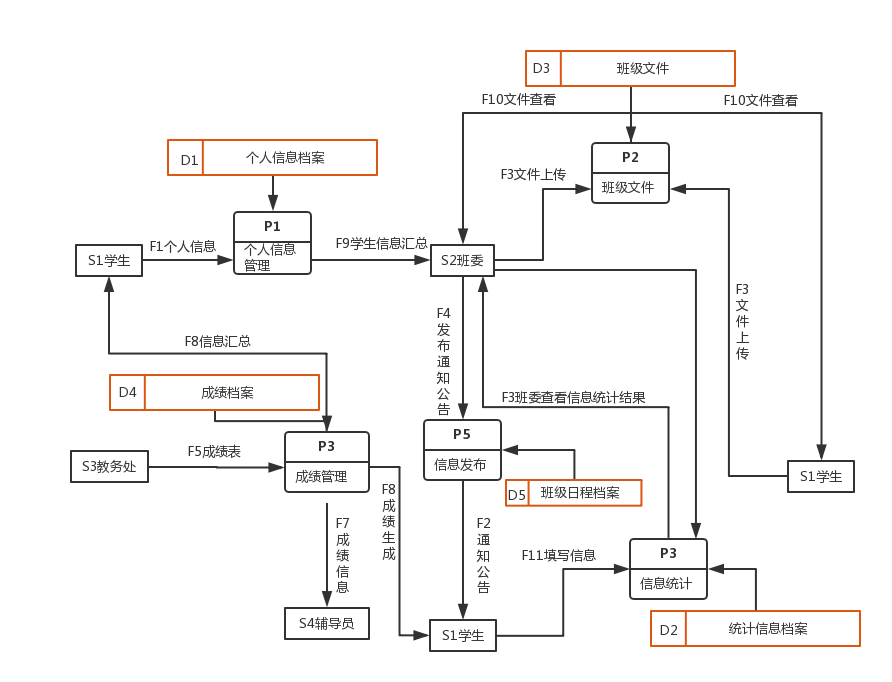 D3 班级文件
F10文件查看
F10文件查看
D1 个人信息档案
P2
班级文件
F3文件上传
P1
个人信息
管理
F1个人信息
F9学生信息汇总
S1学生
S2班委
F3
文
件
上
传
F4
发
布
通
知
公
告
F8信息汇总
D4 成绩档案
F3班委查看信息统计结果
P3
成绩管理
P5
信息发布
F5成绩表
S3教务处
S1学生
D5 班级日程档案
F8
成
绩
生
成
F7
成
绩
信
息
F2
通
知
公
告
F11填写信息
P3
信息统计
S4辅导员
S1学生
D2 统计信息档案